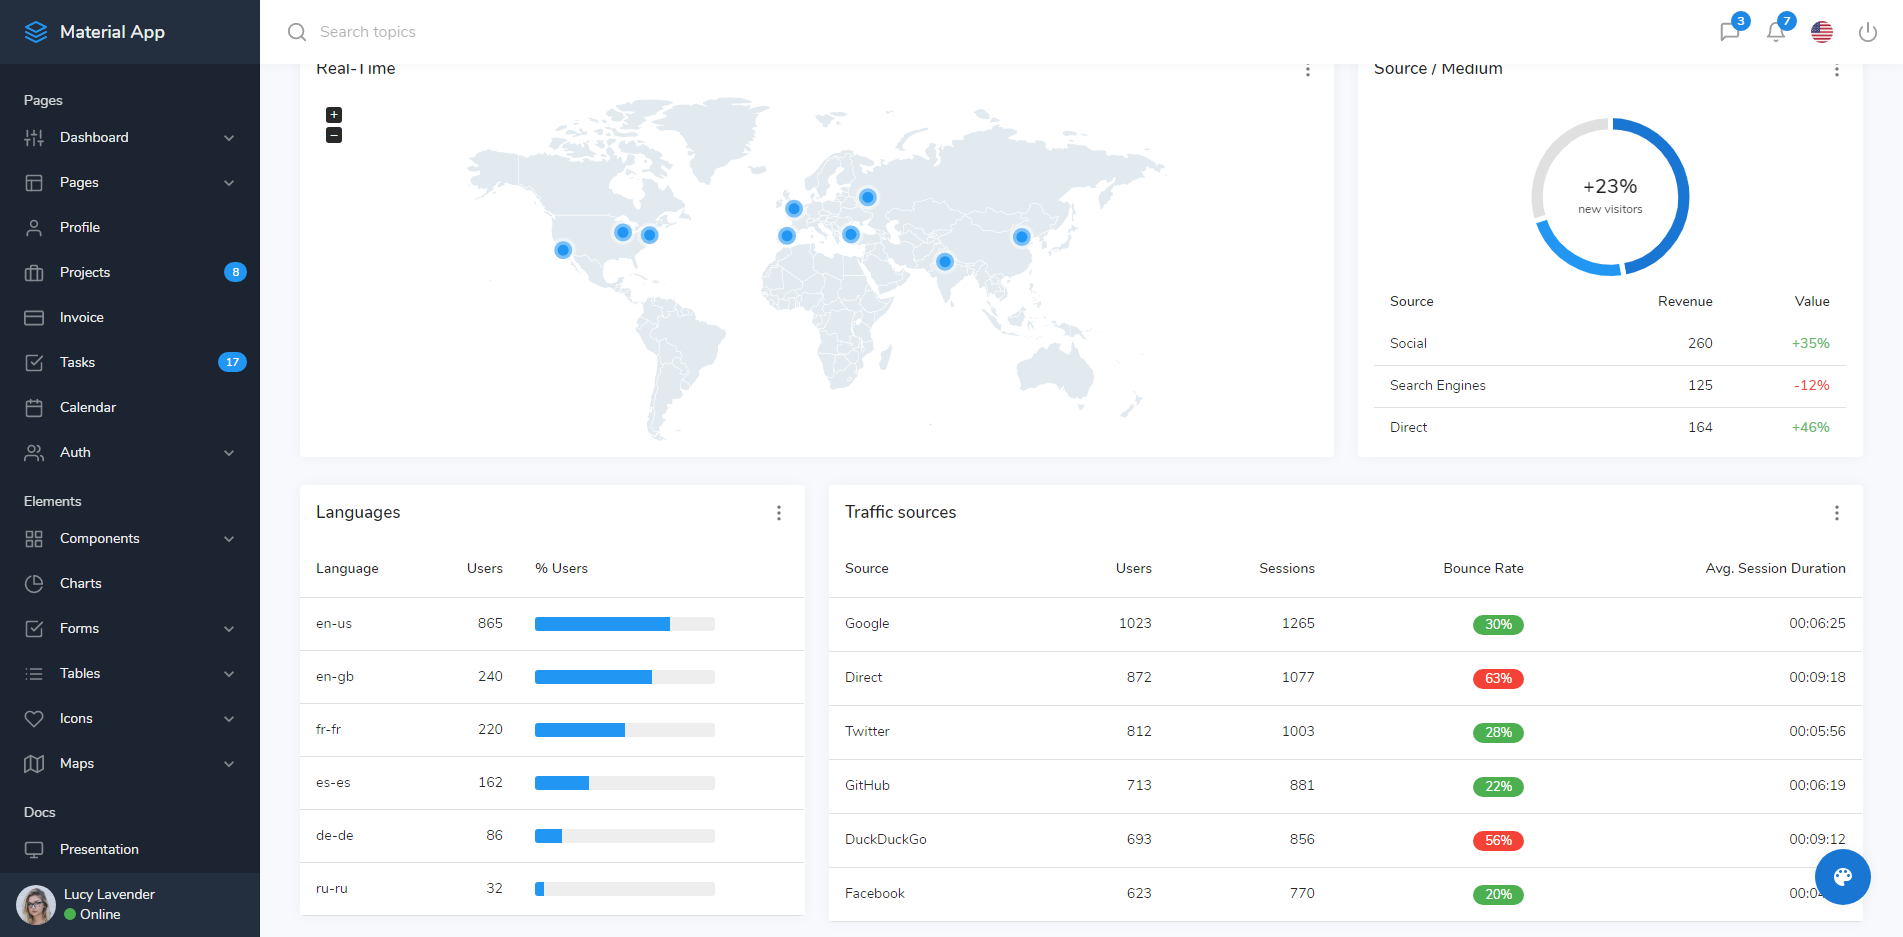 Material App
Search topics
3
7
Pages
Dashboard
Pages
Profile
Projects 8
Invoice
Tasks 17
Calendar
Auth
Elements
Components
Charts
Forms
Tables
Icons
Maps
Docs
Presentation
Lucy Lavender
Online
Real-Time
+
−
Source / Medium
+23%
new visitors
Source Revenue Value
Social 260 +35%
Search Engines 125 -12%
Direct 164 +46%
Languages
Language Users % Users
en-us 865
en-gb 240
fr-fr 220
es-es 162
de-de 86
ru-ru 32
Traffic sources
Source Users Sessions Bounce Rate Avg. Session Duration
Google 1023 1265 30% 00:06:25
Direct 872 1077 63% 00:09:18
Twitter 812 1003 28% 00:05:56
GitHub 713 881 22% 00:06:19
DuckDuckGo 693 856 56% 00:09:12
Facebook 623 770 20%